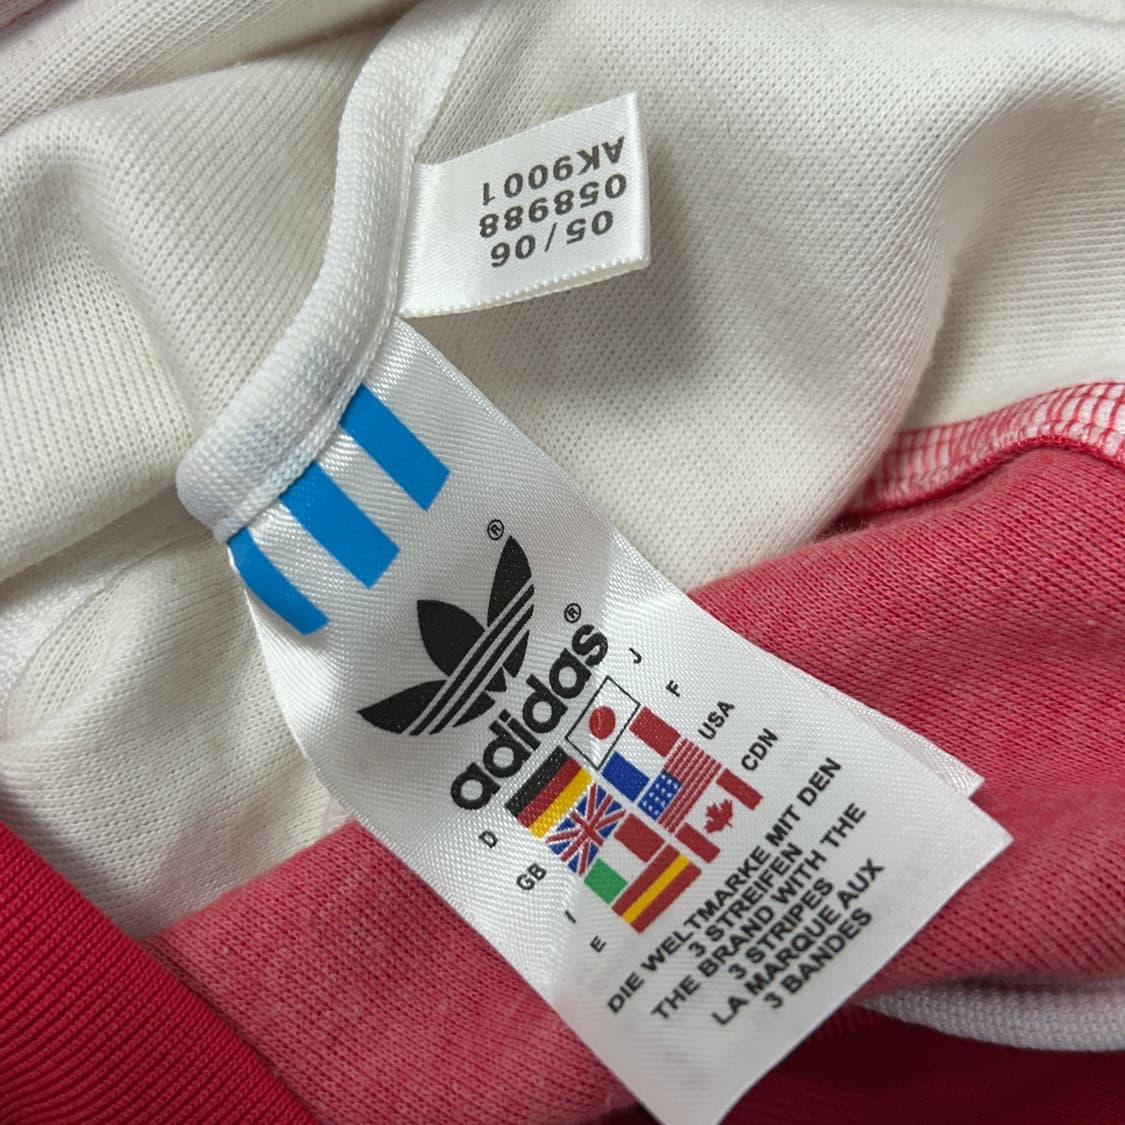 AK9001
058988
05/06
®
adidas®
J
F
USA
CDN
D
GB
I
E
DIE WELTMARKE MIT DEN
3 STREIFEN
THE BRAND WITH THE
3 STRIPES
LA MARQUE AUX
3 BANDES